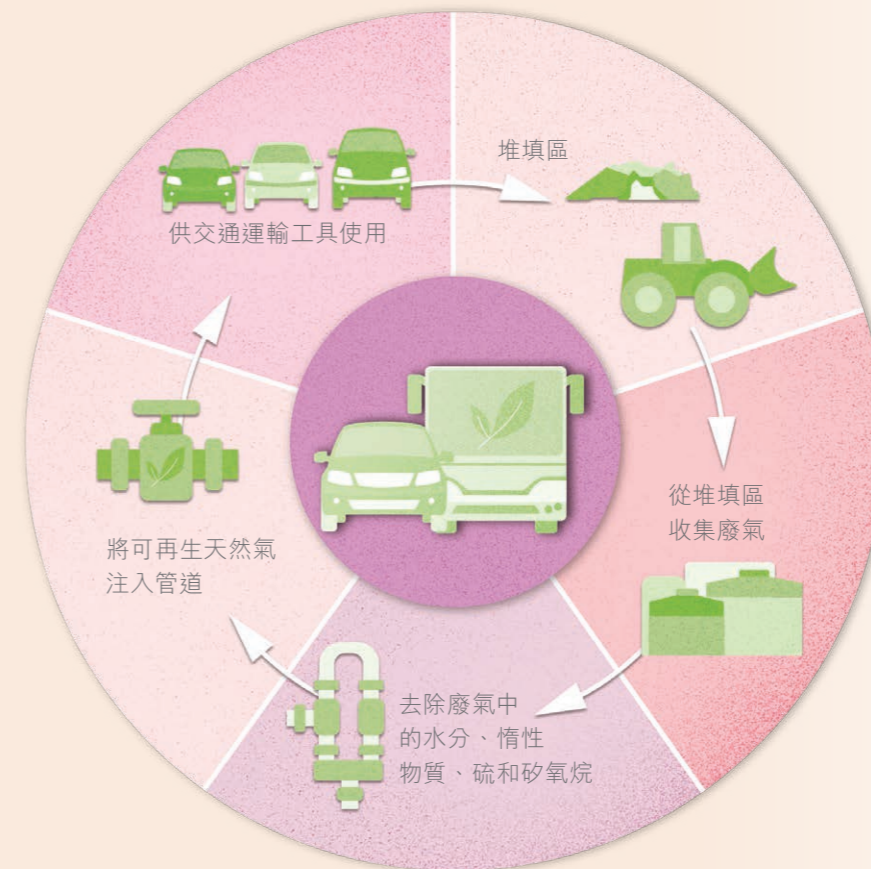 堆填區
供交通運輸工具使用
從堆填區
收集廢氣
將可再生天然氣
注入管道
去除廢氣中
的水分、惰性
物質、硫和矽氧烷